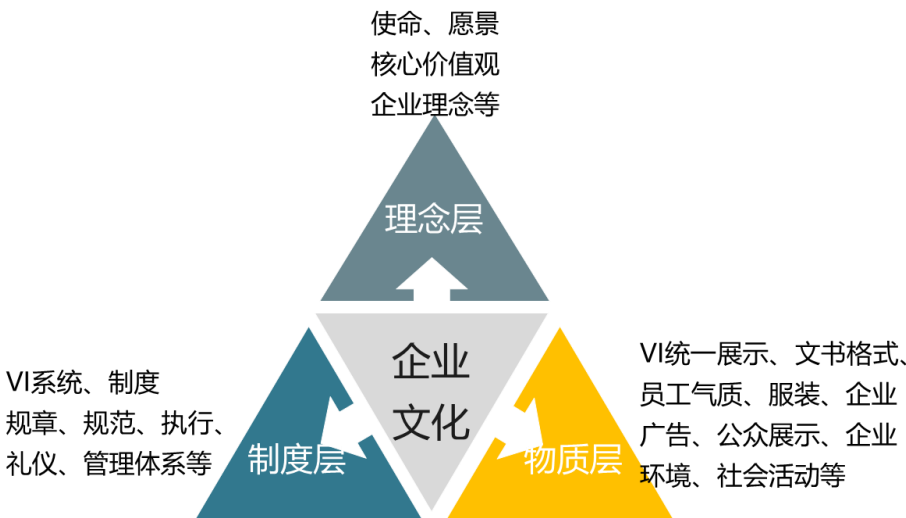 使命、愿景
核心价值观
企业理念等
理念层
企业
文化
VI系统、制度
规章、规范、执行、
礼仪、管理体系等
制度层
物质层
VI统一展示、文书格式、
员工气质、服装、企业
广告、公众展示、企业
环境、社会活动等